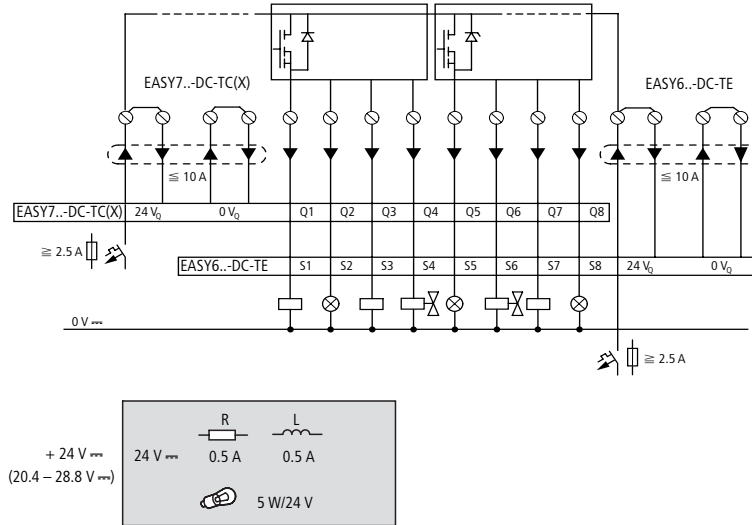 EASY7..-DC-TC(X)
EASY6..-DC-TE
≦ 10 A
≦ 10 A
EASY7..-DC-TC(X) 24 VQ 0 VQ Q1 Q2 Q3 Q4 Q5 Q6 Q7 Q8
≧ 2.5 A
EASY6..-DC-TE S1 S2 S3 S4 S5 S6 S7 S8 24 VQ 0 VQ
0 V ⎓
≧ 2.5 A
R L
+ 24 V ⎓ 24 V ⎓ 0.5 A 0.5 A
(20.4 – 28.8 V ⎓)
5 W/24 V